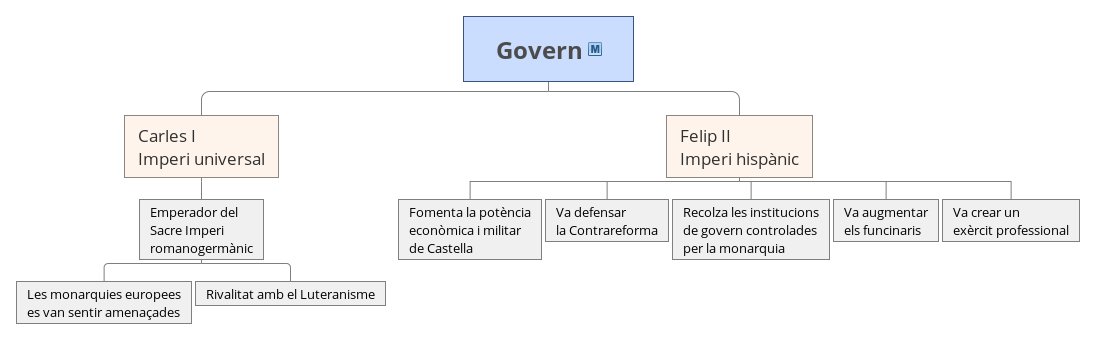 Govern M
Carles I
Imperi universal
Felip II
Imperi hispànic
Emperador del
Sacre Imperi
romanogermànic
Fomenta la potència
econòmica i militar
de Castella
Va defensar
la Contrareforma
Recolza les institucions
de govern controlades
per la monarquia
Va augmentar
els funcinaris
Va crear un
exèrcit professional
Les monarquies europees
es van sentir amenaçades
Rivalitat amb el Luteranisme